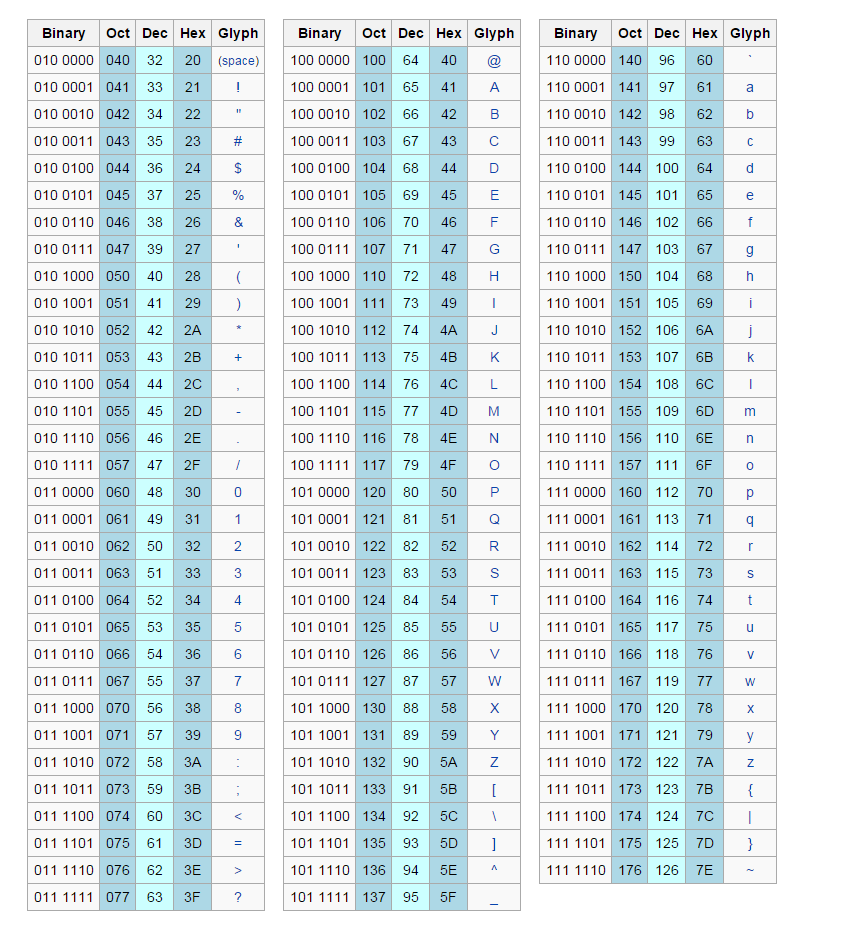 Binary Oct Dec Hex Glyph
010 0000 040 32 20 (space)
010 0001 041 33 21 !
010 0010 042 34 22 "
010 0011 043 35 23 #
010 0100 044 36 24 $
010 0101 045 37 25 %
010 0110 046 38 26 &
010 0111 047 39 27 '
010 1000 050 40 28 (
010 1001 051 41 29 )
010 1010 052 42 2A *
010 1011 053 43 2B +
010 1100 054 44 2C ,
010 1101 055 45 2D -
010 1110 056 46 2E .
010 1111 057 47 2F /
011 0000 060 48 30 0
011 0001 061 49 31 1
011 0010 062 50 32 2
011 0011 063 51 33 3
011 0100 064 52 34 4
011 0101 065 53 35 5
011 0110 066 54 36 6
011 0111 067 55 37 7
011 1000 070 56 38 8
011 1001 071 57 39 9
011 1010 072 58 3A :
011 1011 073 59 3B ;
011 1100 074 60 3C <
011 1101 075 61 3D =
011 1110 076 62 3E >
011 1111 077 63 3F ?
Binary Oct Dec Hex Glyph
100 0000 100 64 40 @
100 0001 101 65 41 A
100 0010 102 66 42 B
100 0011 103 67 43 C
100 0100 104 68 44 D
100 0101 105 69 45 E
100 0110 106 70 46 F
100 0111 107 71 47 G
100 1000 110 72 48 H
100 1001 111 73 49 I
100 1010 112 74 4A J
100 1011 113 75 4B K
100 1100 114 76 4C L
100 1101 115 77 4D M
100 1110 116 78 4E N
100 1111 117 79 4F O
101 0000 120 80 50 P
101 0001 121 81 51 Q
101 0010 122 82 52 R
101 0011 123 83 53 S
101 0100 124 84 54 T
101 0101 125 85 55 U
101 0110 126 86 56 V
101 0111 127 87 57 W
101 1000 130 88 58 X
101 1001 131 89 59 Y
101 1010 132 90 5A Z
101 1011 133 91 5B [
101 1100 134 92 5C \
101 1101 135 93 5D ]
101 1110 136 94 5E ^
101 1111 137 95 5F _
Binary Oct Dec Hex Glyph
110 0000 140 96 60 `
110 0001 141 97 61 a
110 0010 142 98 62 b
110 0011 143 99 63 c
110 0100 144 100 64 d
110 0101 145 101 65 e
110 0110 146 102 66 f
110 0111 147 103 67 g
110 1000 150 104 68 h
110 1001 151 105 69 i
110 1010 152 106 6A j
110 1011 153 107 6B k
110 1100 154 108 6C l
110 1101 155 109 6D m
110 1110 156 110 6E n
110 1111 157 111 6F o
111 0000 160 112 70 p
111 0001 161 113 71 q
111 0010 162 114 72 r
111 0011 163 115 73 s
111 0100 164 116 74 t
111 0101 165 117 75 u
111 0110 166 118 76 v
111 0111 167 119 77 w
111 1000 170 120 78 x
111 1001 171 121 79 y
111 1010 172 122 7A z
111 1011 173 123 7B {
111 1100 174 124 7C |
111 1101 175 125 7D }
111 1110 176 126 7E ~